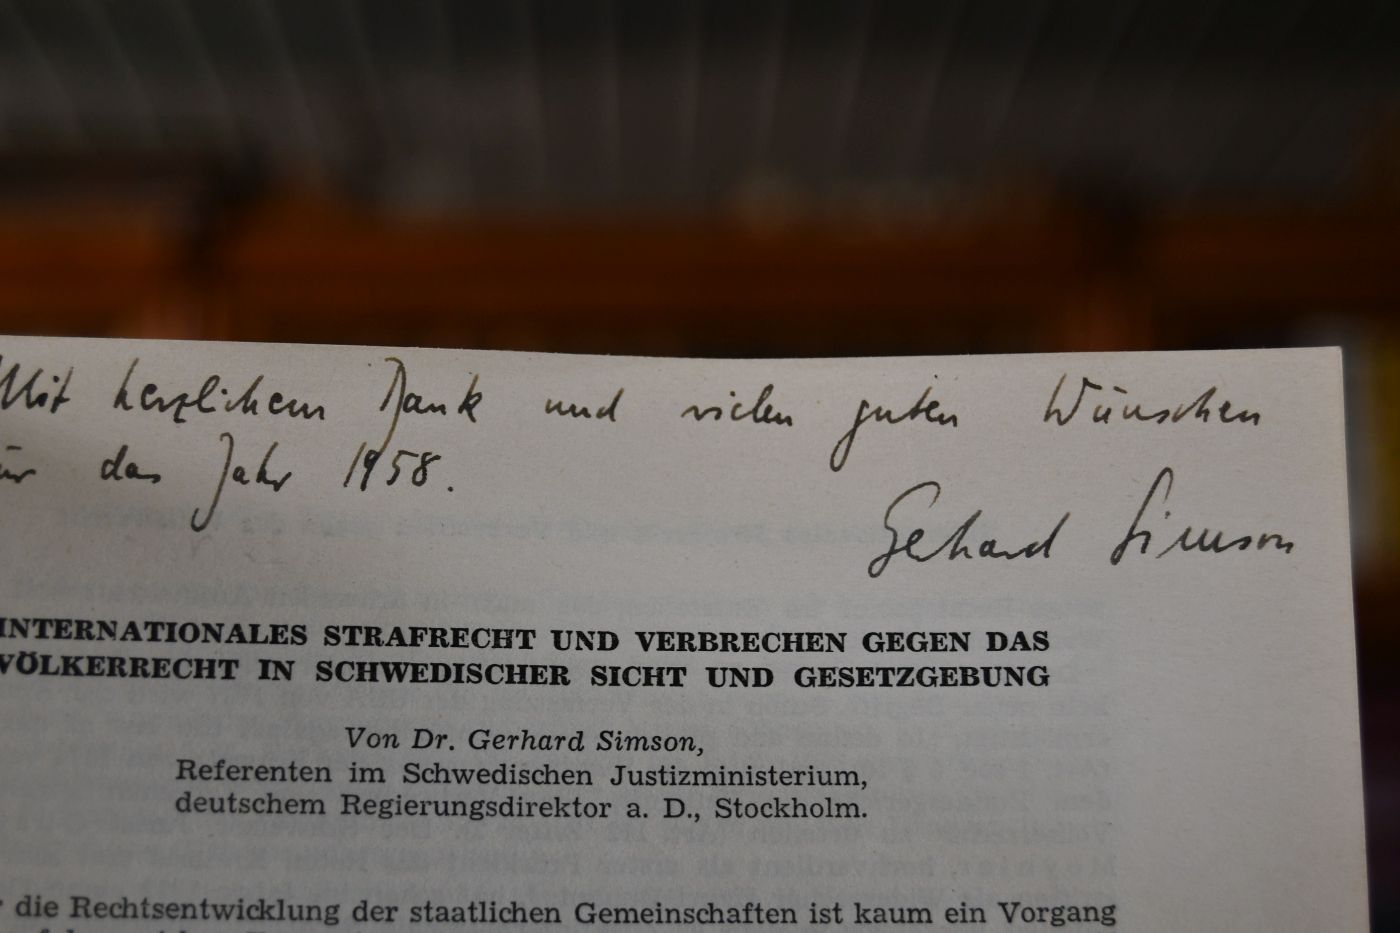 Mit herzlichem Dank und vielen guten Wünschen
für das Jahr 1958.
Gerhard Simson
INTERNATIONALES STRAFRECHT UND VERBRECHEN GEGEN DAS
VÖLKERRECHT IN SCHWEDISCHER SICHT UND GESETZGEBUNG
Von Dr. Gerhard Simson,
Referenten im Schwedischen Justizministerium,
deutschem Regierungsdirektor a. D., Stockholm.
die Rechtsentwicklung der staatlichen Gemeinschaften ist kaum ein Vorgang